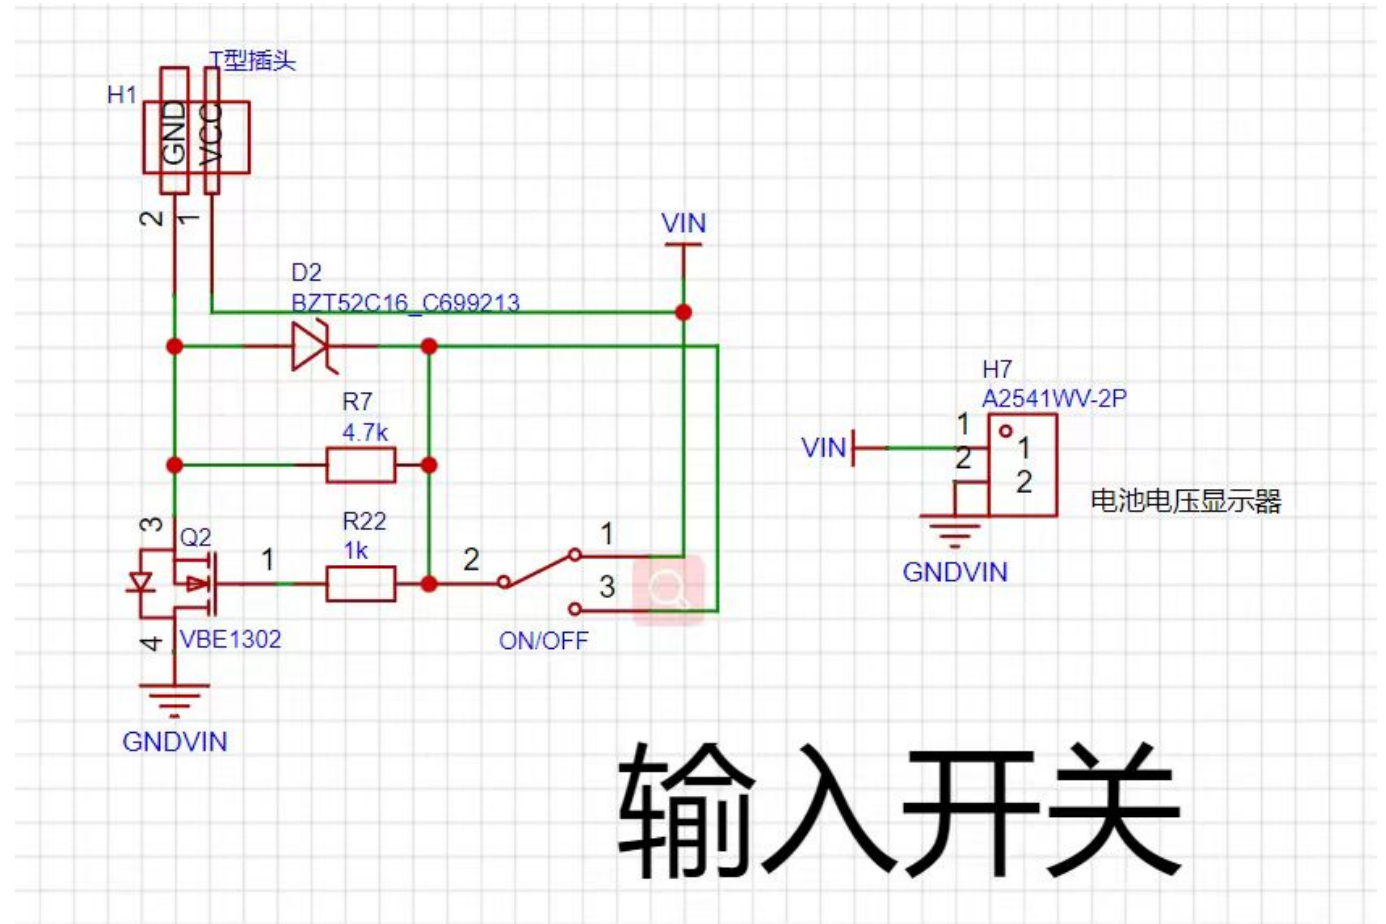 T型插头
H1
GND
VCC
2
1
VIN
D2
BZT52C16_C699213
R7
4.7k
3
Q2
R22
1k
1
2
1
3
4
VBE1302
ON/OFF
GNDVIN
H7
A2541WV-2P
VIN
1
2
1
2
电池电压显示器
GNDVIN
输入开关